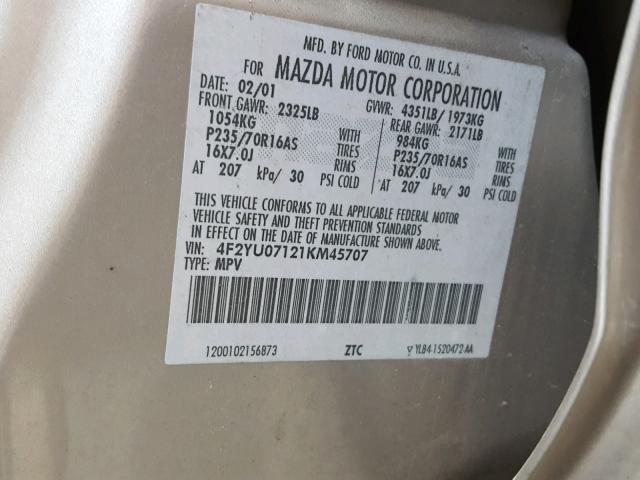 MFD. BY FORD MOTOR CO. IN U.S.A.
FOR MAZDA MOTOR CORPORATION
DATE: 02/01 GVWR: 4351LB/1973KG
FRONT GAWR: 2325LB REAR GAWR: 2171LB
1054KG WITH 984KG WITH
P235/70R16AS TIRES P235/70R16AS TIRES
16X7.0J RIMS 16X7.0J RIMS
AT 207 kPa/ 30 PSI COLD AT 207 kPa/ 30 PSI COLD
THIS VEHICLE CONFORMS TO ALL APPLICABLE FEDERAL MOTOR
VEHICLE SAFETY AND THEFT PREVENTION STANDARDS
IN EFFECT ON THE DATE OF MANUFACTURE SHOWN ABOVE.
VIN: 4F2YU07121KM45707
TYPE: MPV
1200102156873 ZTC YL84-1520472-AA